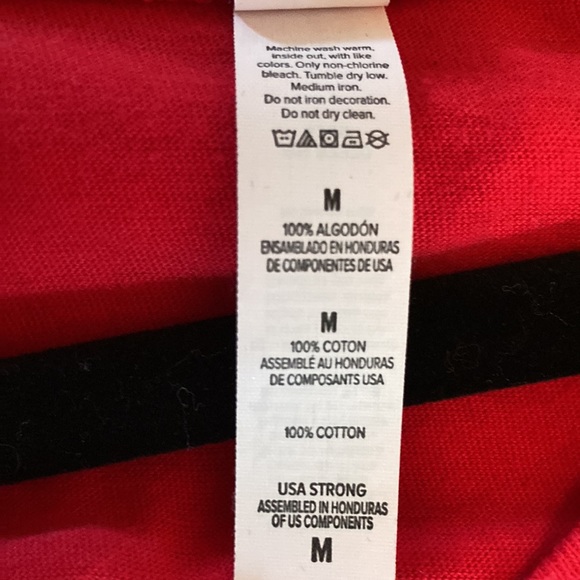 Machine wash warm,
inside out, with like
colors. Only non-chlorine
bleach. Tumble dry low.
Medium iron.
Do not iron decoration.
Do not dry clean.
M
100% ALGODÓN
ENSAMBLADO EN HONDURAS
DE COMPONENTES DE USA
M
100% COTON
ASSEMBLÉ AU HONDURAS
DE COMPOSANTS USA
100% COTTON
USA STRONG
ASSEMBLED IN HONDURAS
OF US COMPONENTS
M